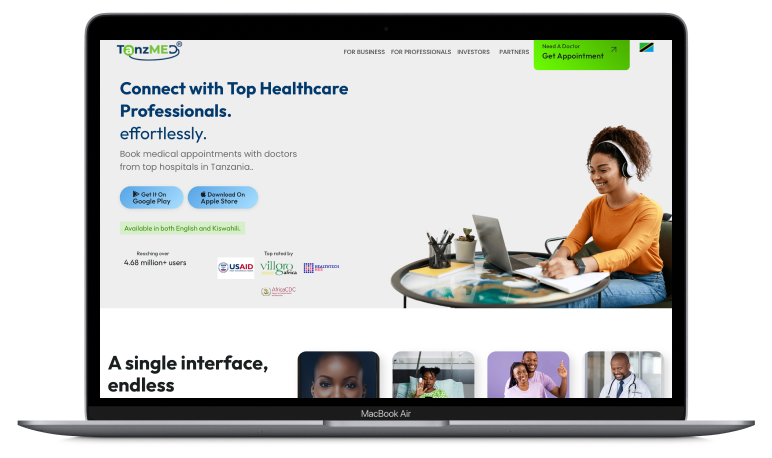 TanzMED®
FOR BUSINESS FOR PROFESSIONALS INVESTORS PARTNERS
Need A Doctor
Get Appointment
Connect with Top Healthcare
Professionals.
effortlessly.
Book medical appointments with doctors
from top hospitals in Tanzania..
Get It On
Google Play
Download On
Apple Store
Available in both English and Kiswahili.
Reaching over
4.68 million+ users
Top rated by
USAID
villgro
africa
HEALTHTECH
AfricaCDC
A single interface,
endless
MacBook Air